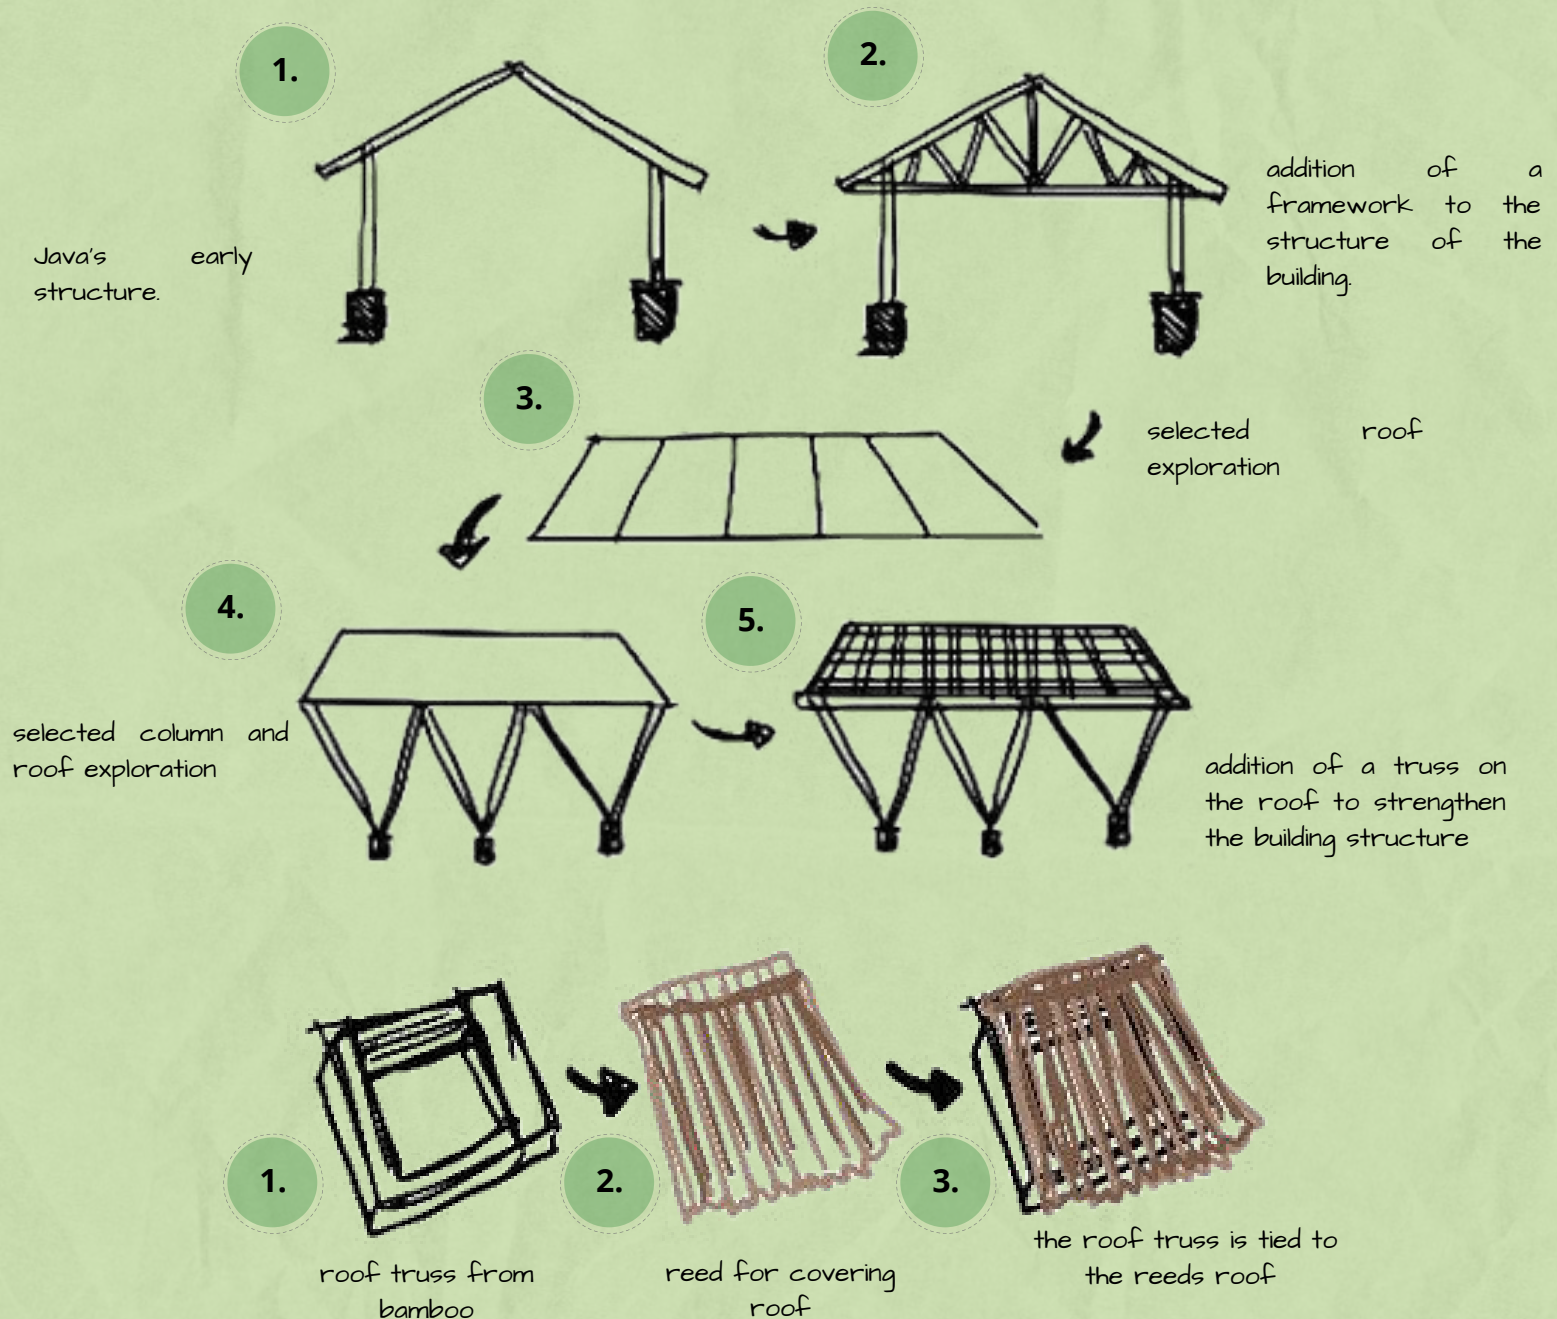 1.
2.
Java's early
structure.
addition of a
framework to the
structure of the
building.
3.
selected roof
exploration
4.
5.
selected column and
roof exploration
addition of a truss on
the roof to strengthen
the building structure
1.
2.
3.
roof truss from
bamboo
reed for covering
roof
the roof truss is tied to
the reeds roof